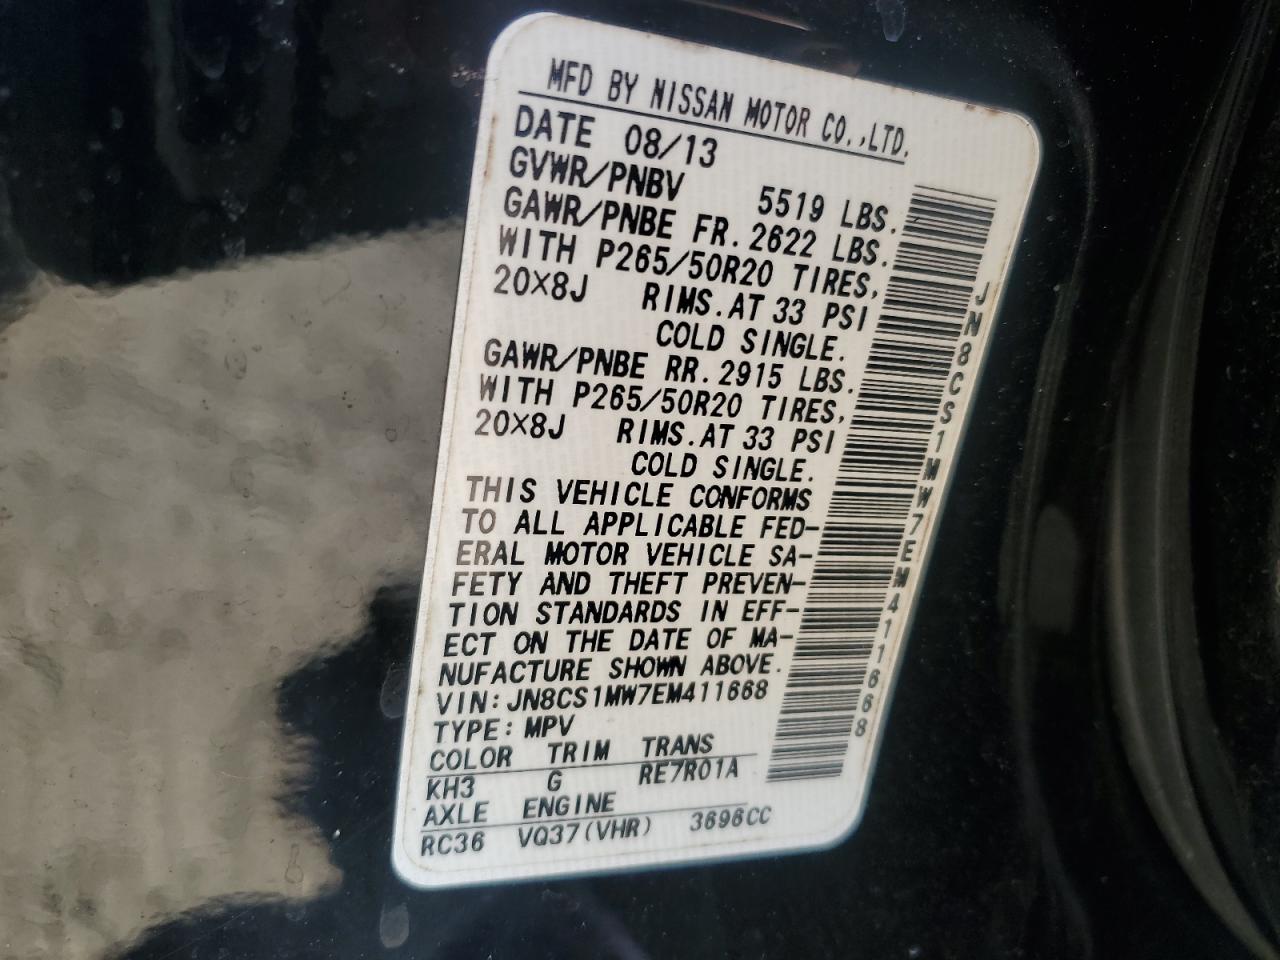 MFD BY NISSAN MOTOR CO.,LTD.
DATE 08/13
GVWR/PNBV 5519 LBS.
GAWR/PNBE FR. 2622 LBS.
WITH P265/50R20 TIRES,
20X8J RIMS. AT 33 PSI
COLD SINGLE.
GAWR/PNBE RR. 2915 LBS.
WITH P265/50R20 TIRES,
20X8J RIMS. AT 33 PSI
COLD SINGLE.
THIS VEHICLE CONFORMS
TO ALL APPLICABLE FED-
ERAL MOTOR VEHICLE SA-
FETY AND THEFT PREVEN-
TION STANDARDS IN EFF-
ECT ON THE DATE OF MA-
NUFACTURE SHOWN ABOVE.
VIN: JN8CS1MW7EM411668
TYPE: MPV
COLOR TRIM TRANS
KH3 G RE7R01A
AXLE ENGINE
RC36 VQ37(VHR) 3696CC
JN8CS1MW7EM411668